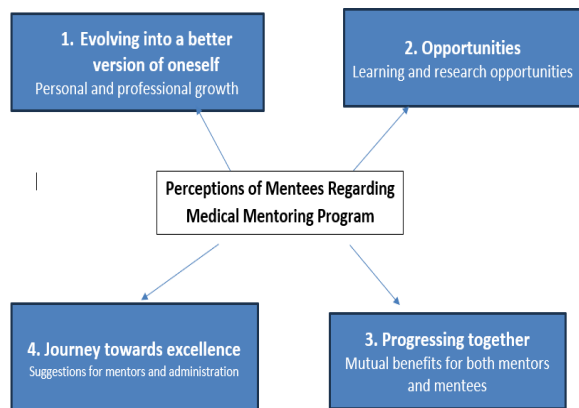 1. Evolving into a better
version of oneself
Personal and professional growth
2. Opportunities
Learning and research opportunities
Perceptions of Mentees Regarding
Medical Mentoring Program
4. Journey towards excellence
Suggestions for mentors and administration
3. Progressing together
Mutual benefits for both mentors
and mentees